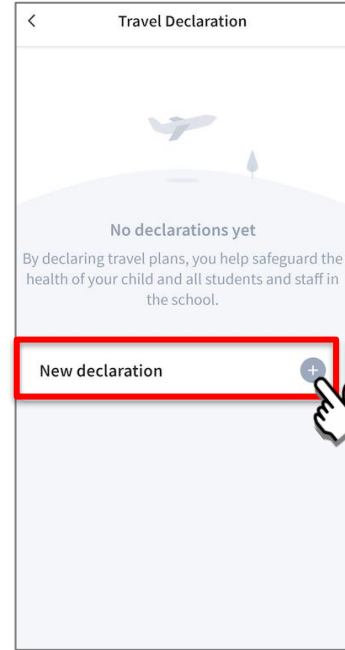 Travel Declaration
No declarations yet
By declaring travel plans, you help safeguard the
health of your child and all students and staff in
the school.
New declaration